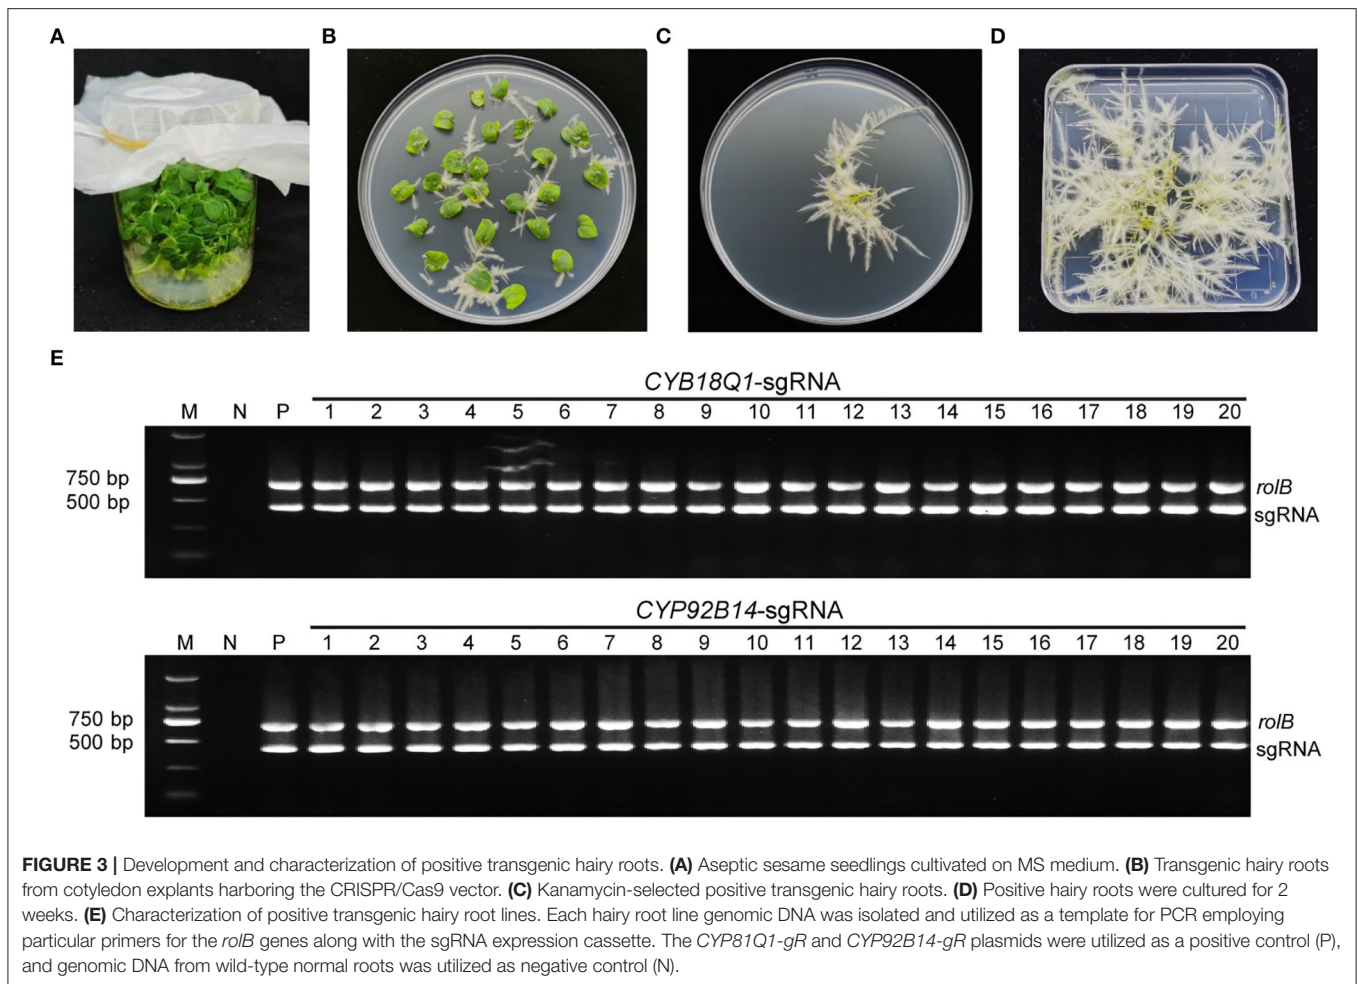 A
B
C
D
E
CYB18Q1-sgRNA
M N P 1 2 3 4 5 6 7 8 9 10 11 12 13 14 15 16 17 18 19 20
750 bp
500 bp
rolB
sgRNA
CYP92B14-sgRNA
M N P 1 2 3 4 5 6 7 8 9 10 11 12 13 14 15 16 17 18 19 20
750 bp
500 bp
rolB
sgRNA
FIGURE 3 | Development and characterization of positive transgenic hairy roots. (A) Aseptic sesame seedlings cultivated on MS medium. (B) Transgenic hairy roots
from cotyledon explants harboring the CRISPR/Cas9 vector. (C) Kanamycin-selected positive transgenic hairy roots. (D) Positive hairy roots were cultured for 2
weeks. (E) Characterization of positive transgenic hairy root lines. Each hairy root line genomic DNA was isolated and utilized as a template for PCR employing
particular primers for the rolB genes along with the sgRNA expression cassette. The CYP81Q1-gR and CYP92B14-gR plasmids were utilized as a positive control (P),
and genomic DNA from wild-type normal roots was utilized as negative control (N).